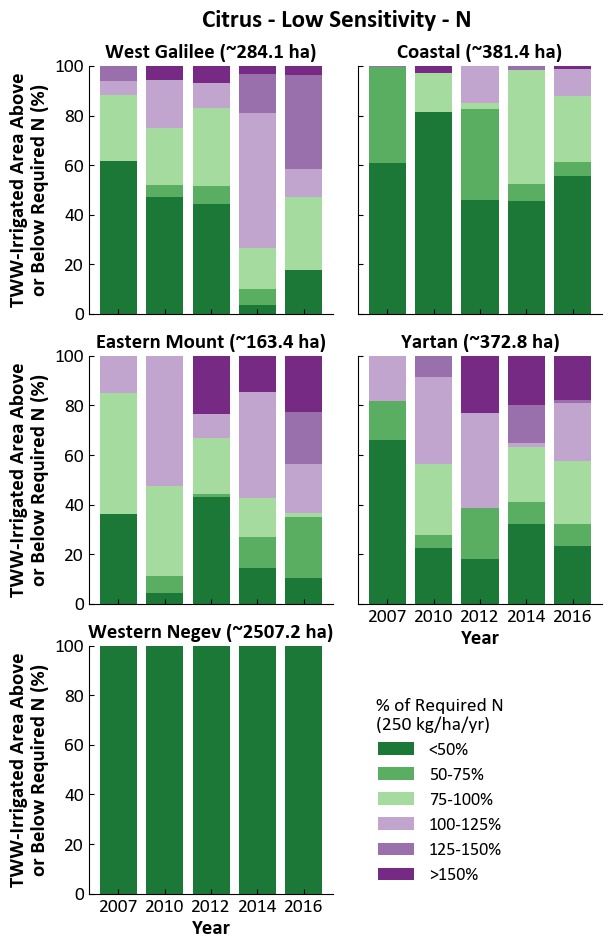 Citrus - Low Sensitivity - N
West Galilee (~284.1 ha)
Coastal (~381.4 ha)
TWW-Irrigated Area Above
or Below Required N (%)
100
80
60
40
20
0
Eastern Mount (~163.4 ha)
Yartan (~372.8 ha)
TWW-Irrigated Area Above
or Below Required N (%)
100
80
60
40
20
0
2007 2010 2012 2014 2016
Year
Western Negev (~2507.2 ha)
TWW-Irrigated Area Above
or Below Required N (%)
100
80
60
40
20
0
2007 2010 2012 2014 2016
Year
% of Required N
(250 kg/ha/yr)
<50%
50-75%
75-100%
100-125%
125-150%
>150%